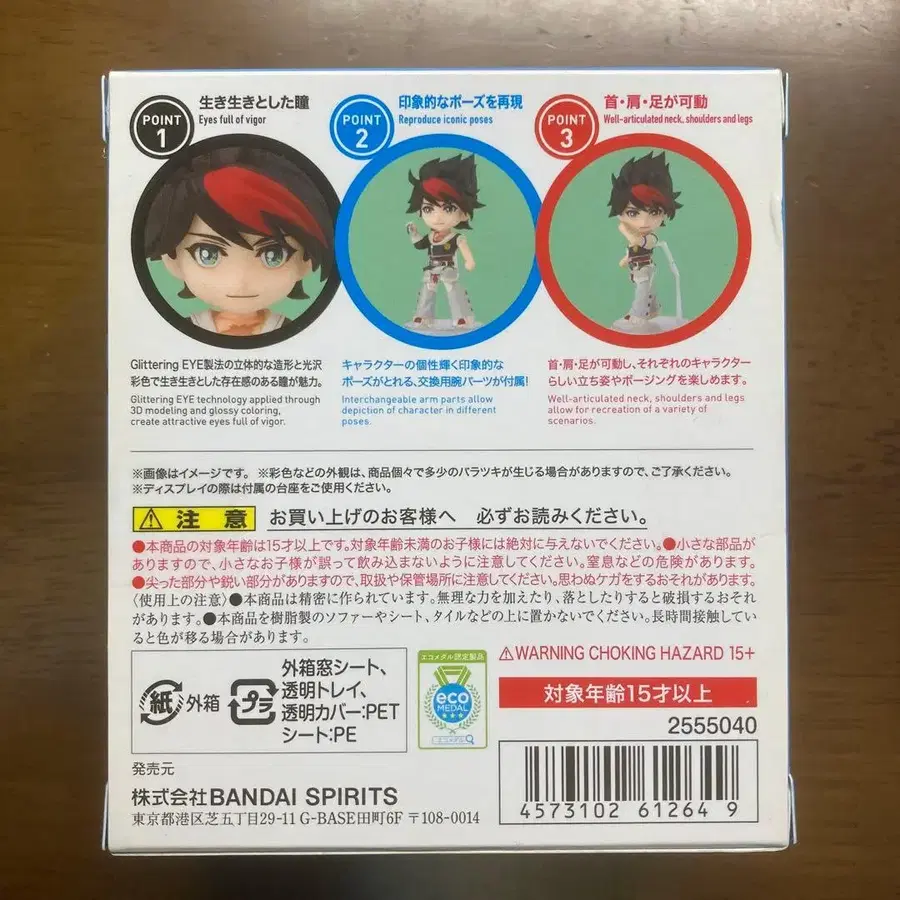 POINT
1
生き生きとした瞳
Eyes full of vigor
POINT
2
印象的なポーズを再現
Reproduce iconic poses
POINT
3
首・肩・足が可動
Well-articulated neck, shoulders and legs
Glittering EYE製法の立体的な造形と光沢
彩色で生き生きとした存在感のある瞳が魅力。
Glittering EYE technology applied through
3D modeling and glossy coloring,
create attractive eyes full of vigor.
キャラクターの個性輝く印象的な
ポーズがとれる、交換用腕パーツが付属!
Interchangeable arm parts allow
depiction of character in different
poses.
首・肩・足が可動し、それぞれのキャラクター
らしい立ち姿やポージングを楽しめます。
Well-articulated neck, shoulders and legs
allow for recreation of a variety of
scenarios.
※画像はイメージです。 ※彩色などの外観は、商品個々で多少のバラツキが生じる場合がありますので、ご了承ください。
※ディスプレイの際は付属の台座をご使用ください。
注意 お買い上げのお客様へ 必ずお読みください。
●本商品の対象年齢は15才以上です。対象年齢未満のお子様には絶対に与えないでください。●小さな部品が
ありますので、小さなお子様が誤って飲み込まないように注意してください。窒息などの危険があります。
●尖った部分や鋭い部分がありますので、取扱や保管場所に注意してください。思わぬケガをするおそれがあります。
〈使用上の注意〉●本商品は精密に作られています。無理な力を加えたり、落としたりすると破損するおそれ
があります。●本商品を樹脂製のソファーやシート、タイルなどの上に置かないでください。長時間接触してい
ると色が移る場合があります。
紙 外箱
プラ
外箱窓シート、
透明トレイ、
透明カバー:PET
シート:PE
エコメダル認定製品
eco
MEDAL
エコメダル
⚠WARNING CHOKING HAZARD 15+
対象年齢15才以上
2555040
4573102 61264 9
発売元
株式会社BANDAI SPIRITS
東京都港区芝五丁目29-11 G-BASE田町6F 〒108-0014